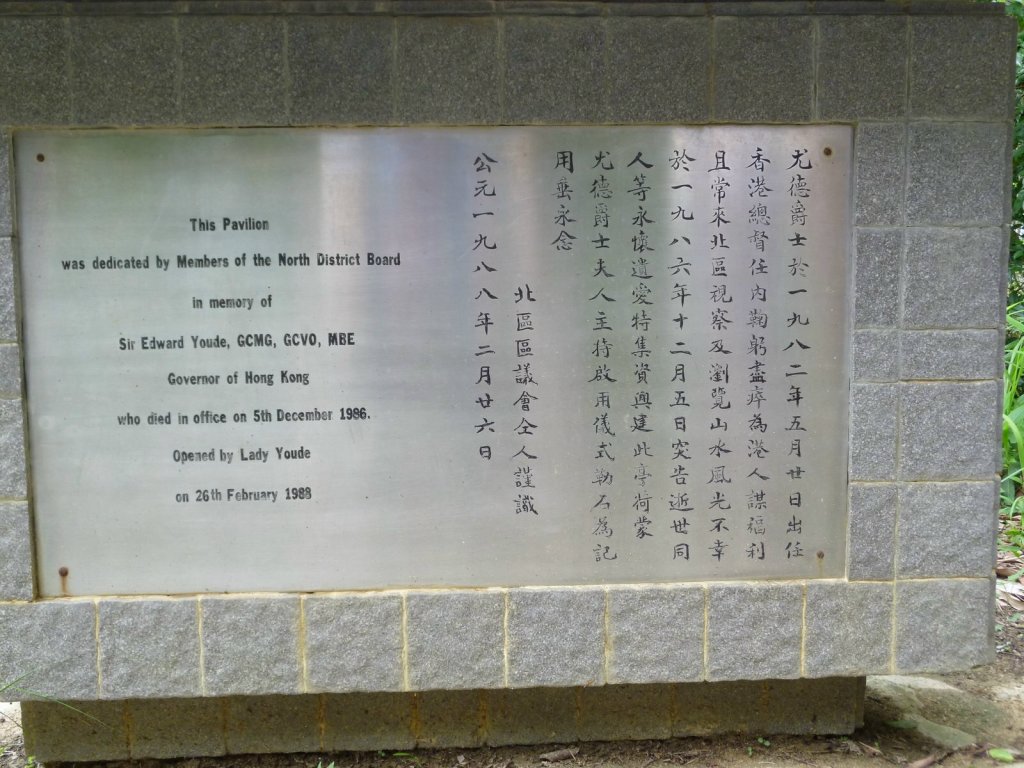 This Pavilion
was dedicated by Members of the North District Board
in memory of
Sir Edward Youde, GCMG, GCVO, MBE
Governor of Hong Kong
who died in office on 5th December 1986.
Opened by Lady Youde
on 26th February 1988
尤德爵士於一九八二年五月廿日出任
香港總督任內鞠躬盡瘁為港人謀福利
且常來北區視察及瀏覽山水風光不幸
於一九八六年十二月五日突告逝世同
人等永懷遺愛特集資興建此亭荷蒙
尤德爵士夫人主持啟用儀式勒石為記
用垂永念
北區區議會仝人謹識
公元一九八八年二月廿六日